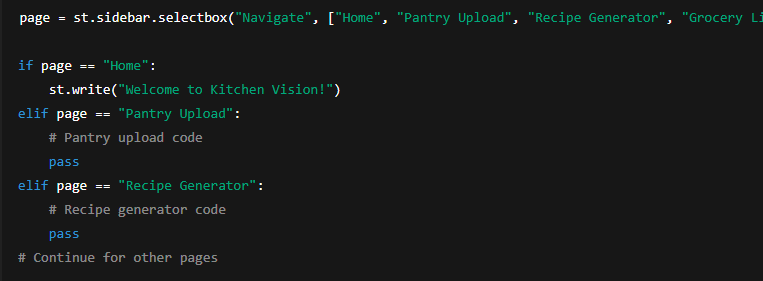 page = st.sidebar.selectbox("Navigate", ["Home", "Pantry Upload", "Recipe Generator", "Grocery Li
if page == "Home":
    st.write("Welcome to Kitchen Vision!")
elif page == "Pantry Upload":
    # Pantry upload code
    pass
elif page == "Recipe Generator":
    # Recipe generator code
    pass
# Continue for other pages